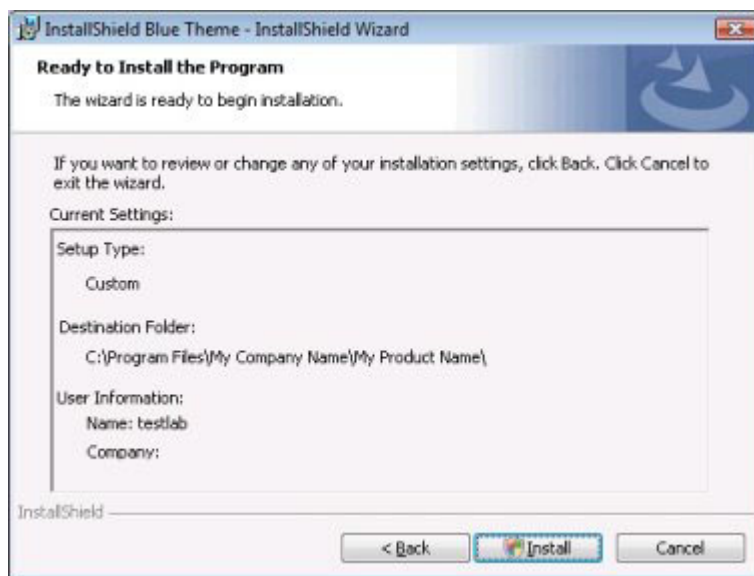 InstallShield Blue Theme - InstallShield Wizard
Ready to Install the Program
The wizard is ready to begin installation.
If you want to review or change any of your installation settings, click Back. Click Cancel to
exit the wizard.
Current Settings:
Setup Type:
Custom
Destination Folder:
C:\Program Files\My Company Name\My Product Name\
User Information:
Name: testlab
Company:
InstallShield
< Back
Install
Cancel